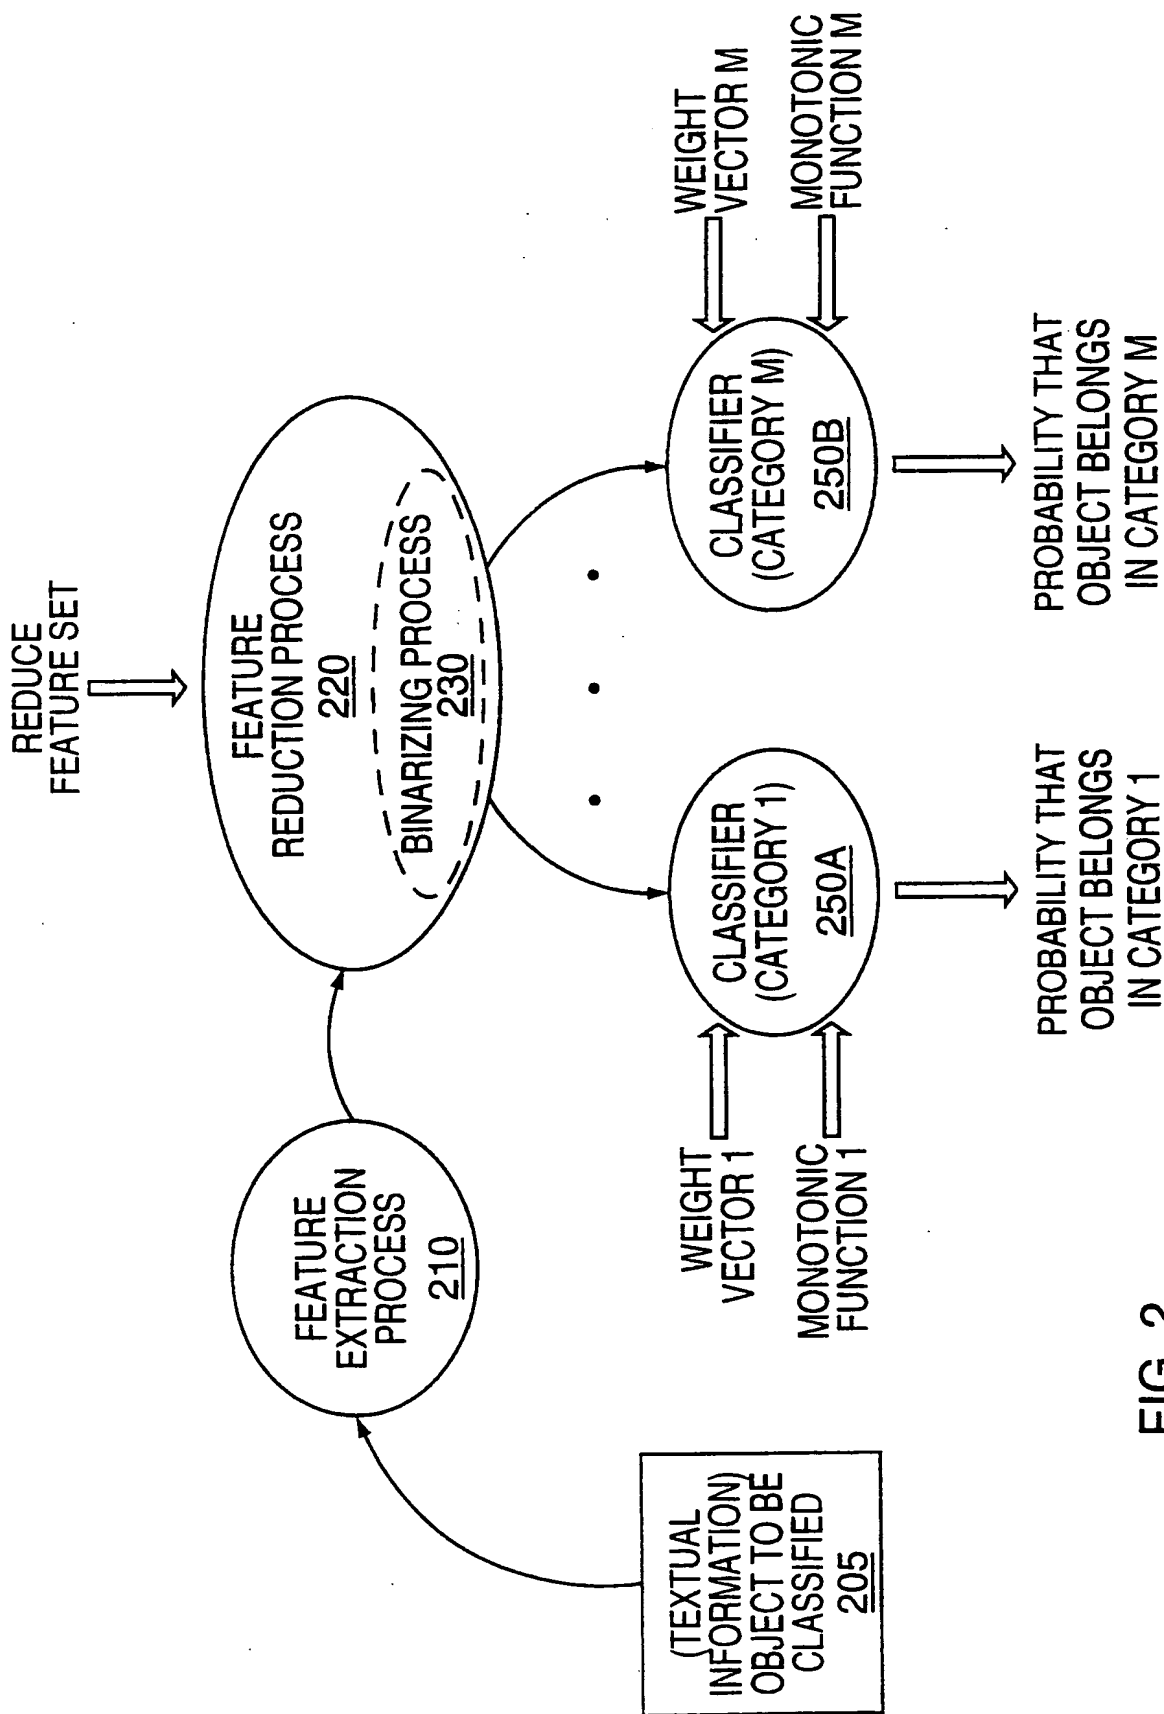 REDUCE
FEATURE SET
FEATURE
REDUCTION PROCESS
220
BINARIZING PROCESS
230
FEATURE
EXTRACTION
PROCESS
210
(TEXTUAL
INFORMATION)
OBJECT TO BE
CLASSIFIED
205
WEIGHT
VECTOR 1
MONOTONIC
FUNCTION 1
CLASSIFIER
(CATEGORY 1)
250A
PROBABILITY THAT
OBJECT BELONGS
IN CATEGORY 1
CLASSIFIER
(CATEGORY M)
250B
WEIGHT
VECTOR M
MONOTONIC
FUNCTION M
PROBABILITY THAT
OBJECT BELONGS
IN CATEGORY M
FIG. 2